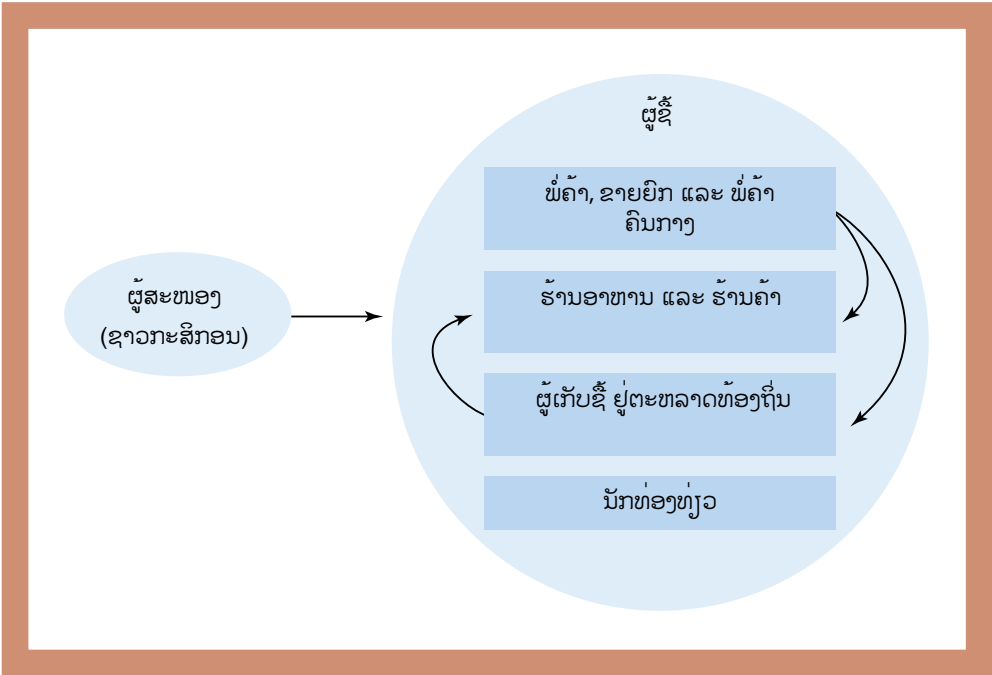 ຜູ້ຊື້
ພໍ່ຄ້າ, ຂາຍຍົກ ແລະ ພໍ່ຄ້າ
ຄົນກາງ
ຮ້ານອາຫານ ແລະ ຮ້ານຄ້າ
ຜູ້ເກັບຊື້ ຢູ່ຕະຫລາດທ້ອງຖິ່ນ
ນັກທ່ອງທ່ຽວ
ຜູ້ສະໜອງ
(ຊາວກະສິກອນ)